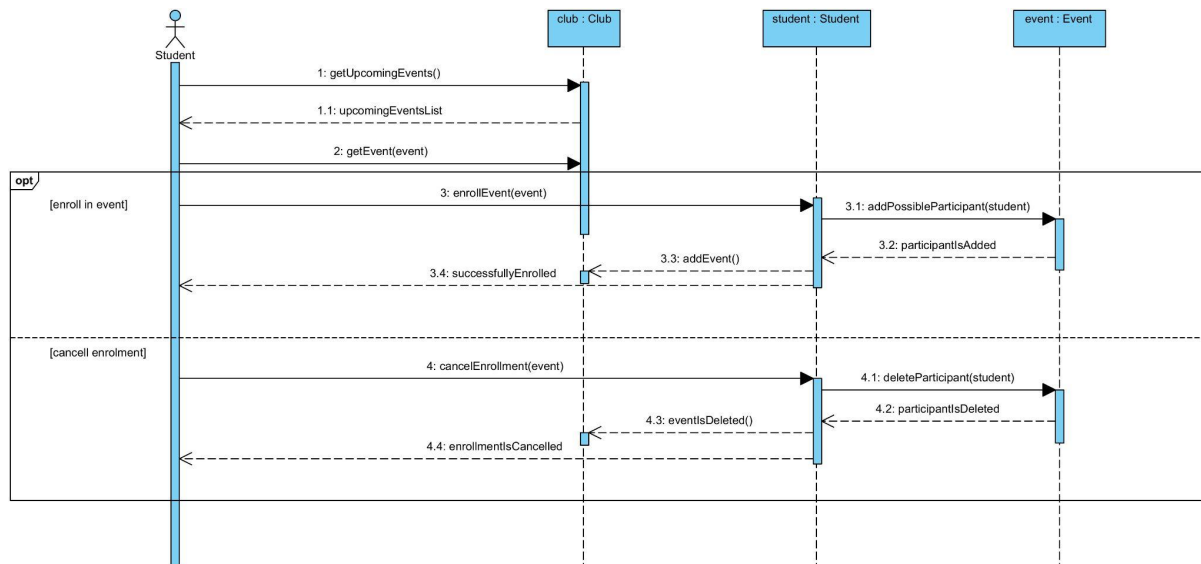 club : Club
student : Student
event : Event
Student
1: getUpcomingEvents()
1.1: upcomingEventsList
2: getEvent(event)
opt
[enroll in event]
3: enrollEvent(event)
3.1: addPossibleParticipant(student)
3.2: participantIsAdded
3.3: addEvent()
3.4: successfullyEnrolled
[cancell enrolment]
4: cancelEnrollment(event)
4.1: deleteParticipant(student)
4.2: participantIsDeleted
4.3: eventIsDeleted()
4.4: enrollmentIsCancelled